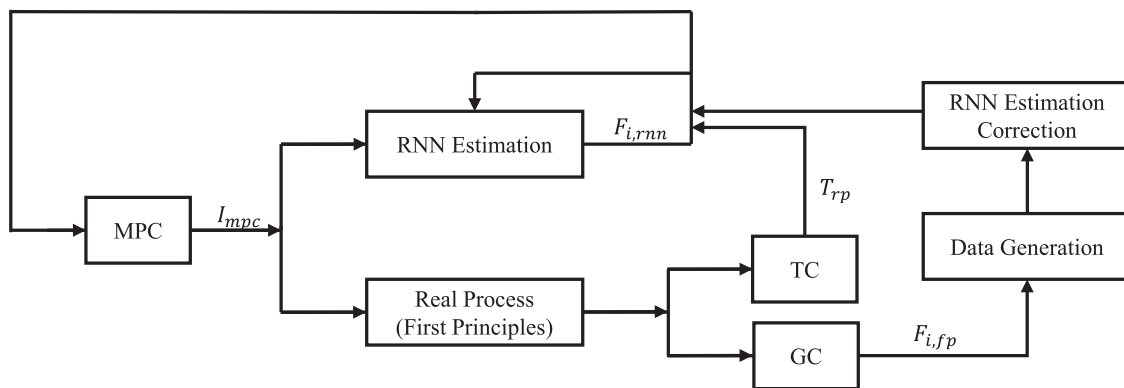 RNN Estimation
Correction
RNN Estimation
F_{i,rnn}
T_{rp}
MPC
I_{mpc}
Data Generation
TC
Real Process
(First Principles)
GC
F_{i,fp}